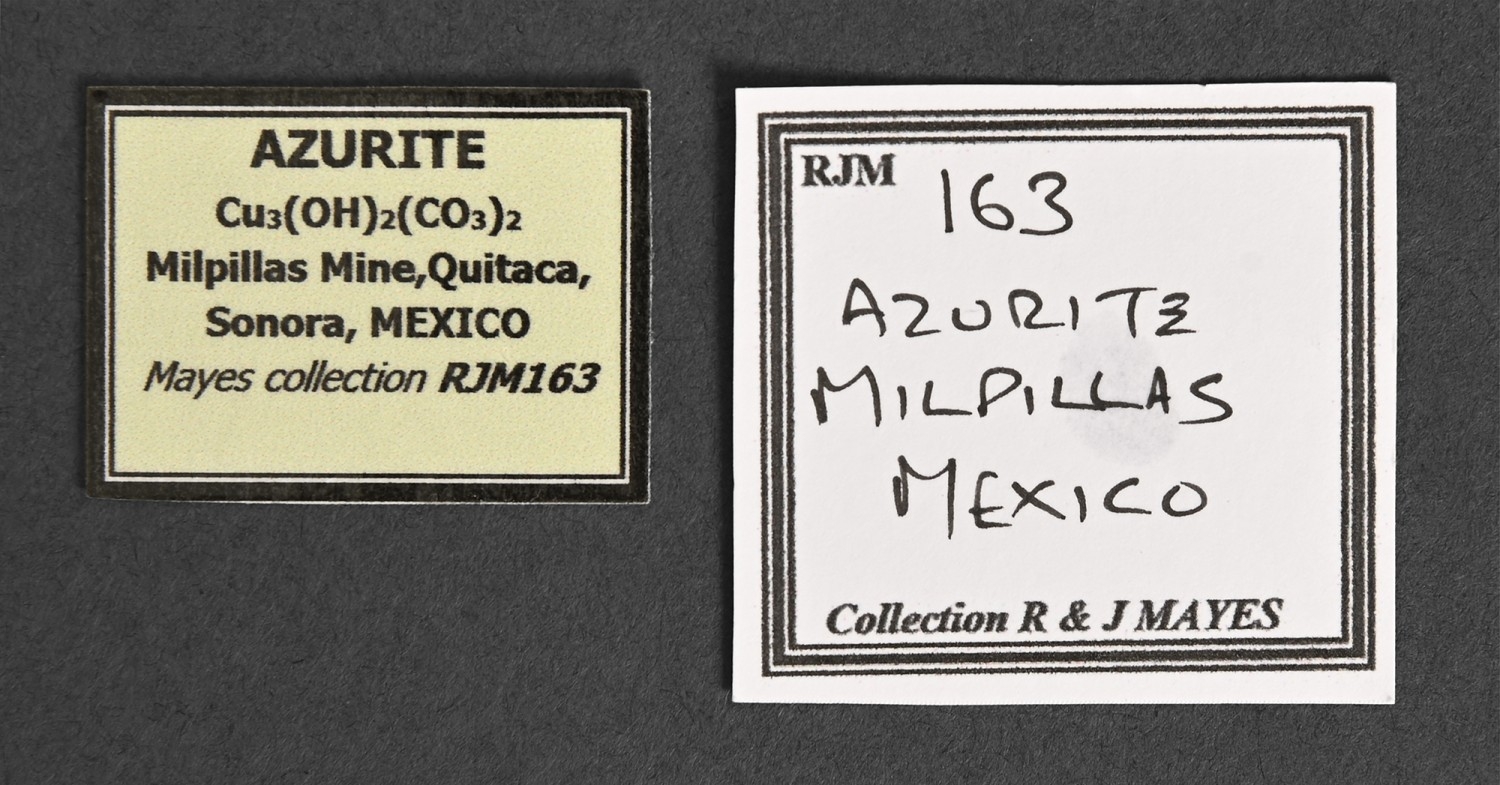 AZURITE
Cu₃(OH)₂(CO₃)₂
Milpillas Mine,Quitaca,
Sonora, MEXICO
Mayes collection RJM163
RJM 163
AZURITE
MILPILLAS
MEXICO
Collection R & J MAYES